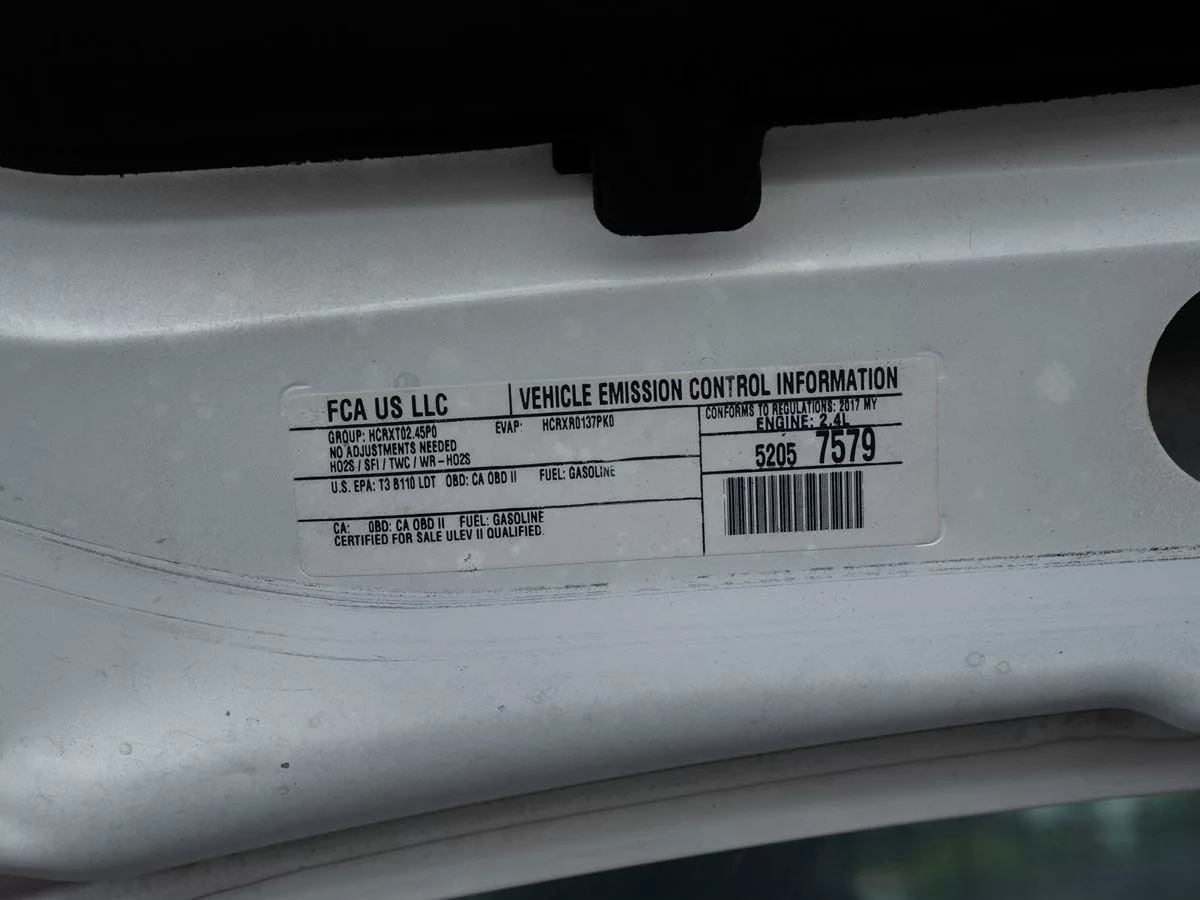 FCA US LLC
VEHICLE EMISSION CONTROL INFORMATION
GROUP: HCRXT02.45P0
EVAP: HCRXR0137PK0
NO ADJUSTMENTS NEEDED
HO2S / SFI / TWC / WR-HO2S
U.S. EPA: T3 B110 LDT OBD: CA OBD II FUEL: GASOLINE
CA: OBD: CA OBD II FUEL: GASOLINE
CERTIFIED FOR SALE ULEV II QUALIFIED.
CONFORMS TO REGULATIONS: 2017 MY
ENGINE: 2.4L
5205 7579